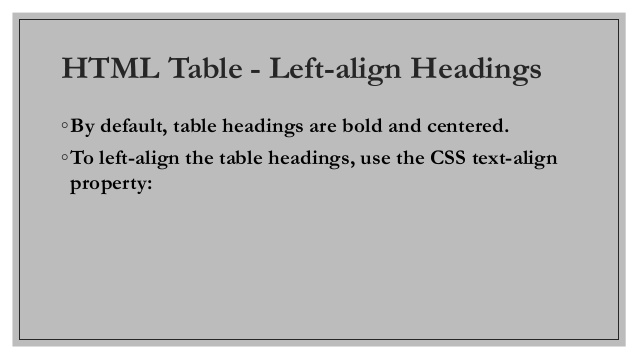 HTML Table - Left-align Headings
◦By default, table headings are bold and centered.
◦To left-align the table headings, use the CSS text-align
property: